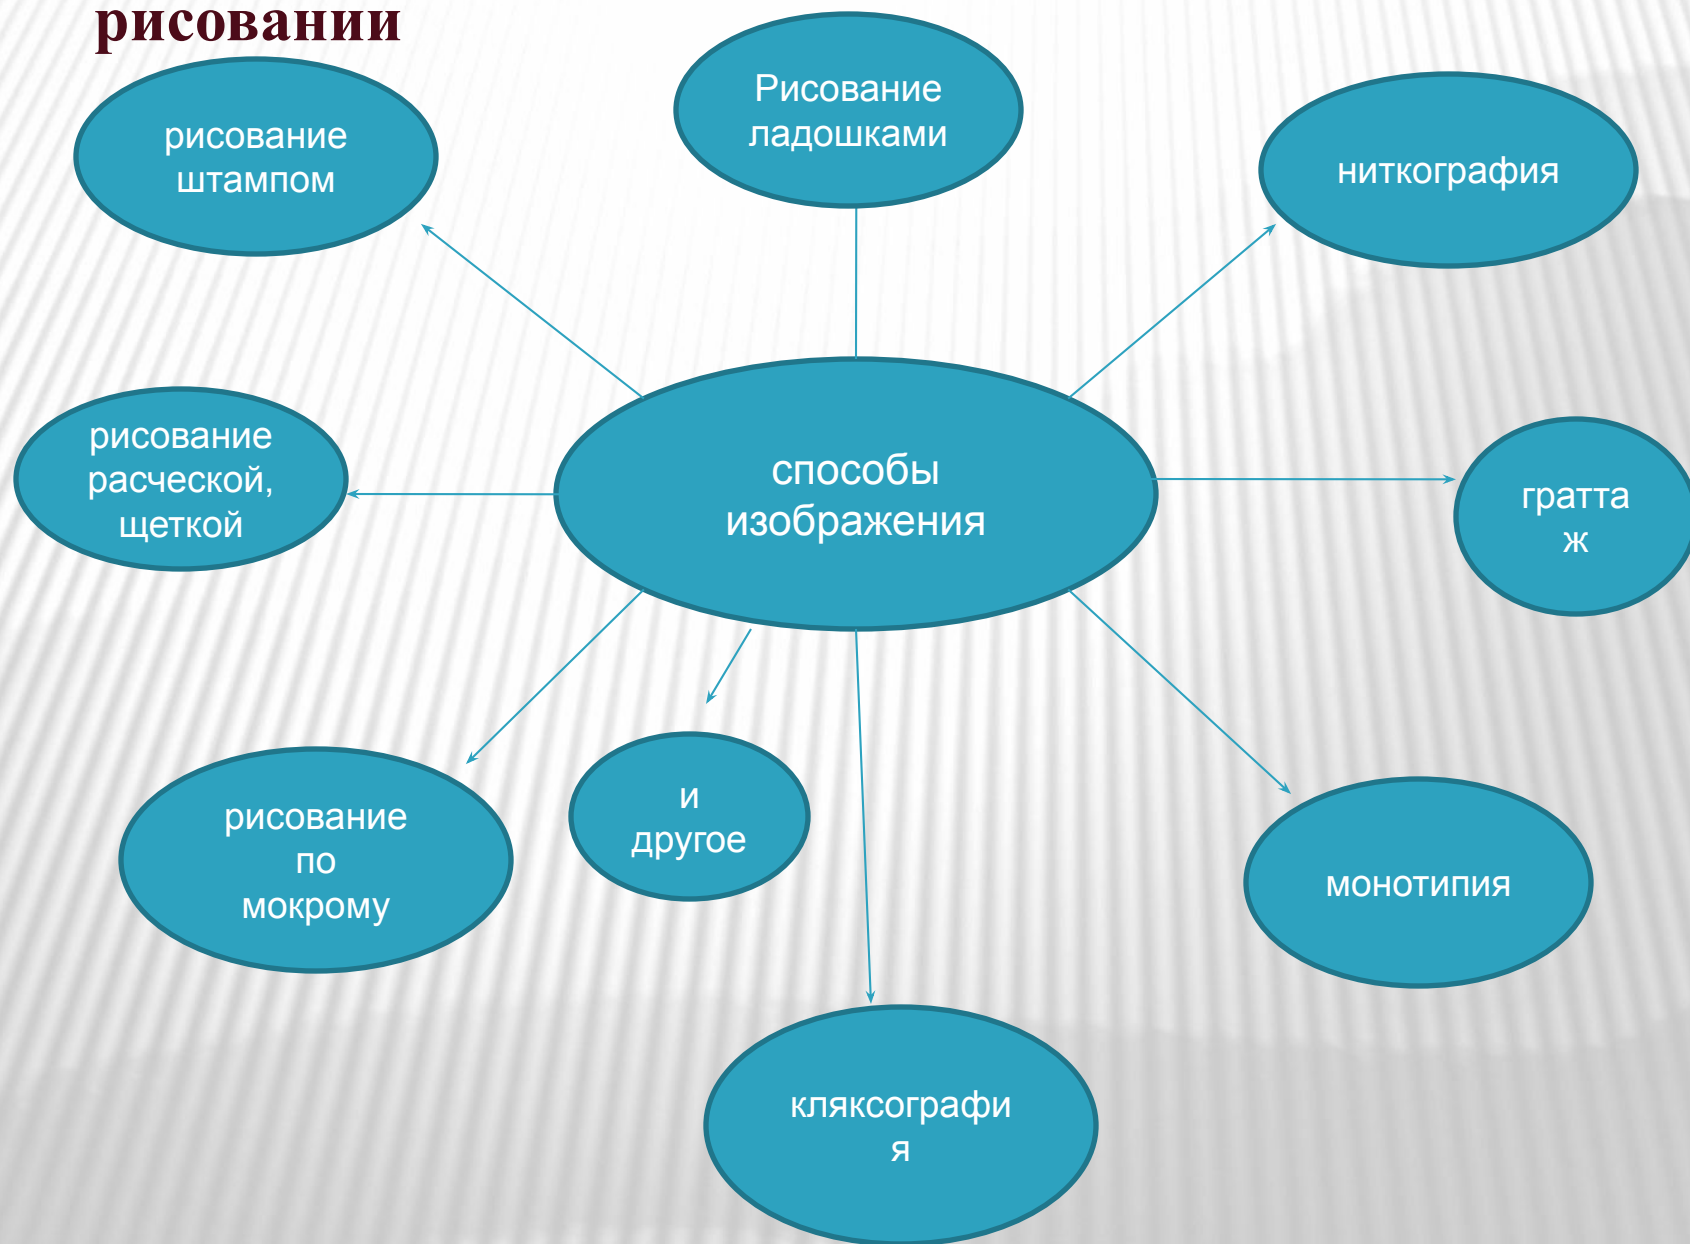 рисовании
Рисование
ладошками
рисование
штампом
ниткография
рисование
расческой,
щеткой
способы
изображения
гратта
ж
рисование
по
мокрому
и
другое
монотипия
кляксографи
я